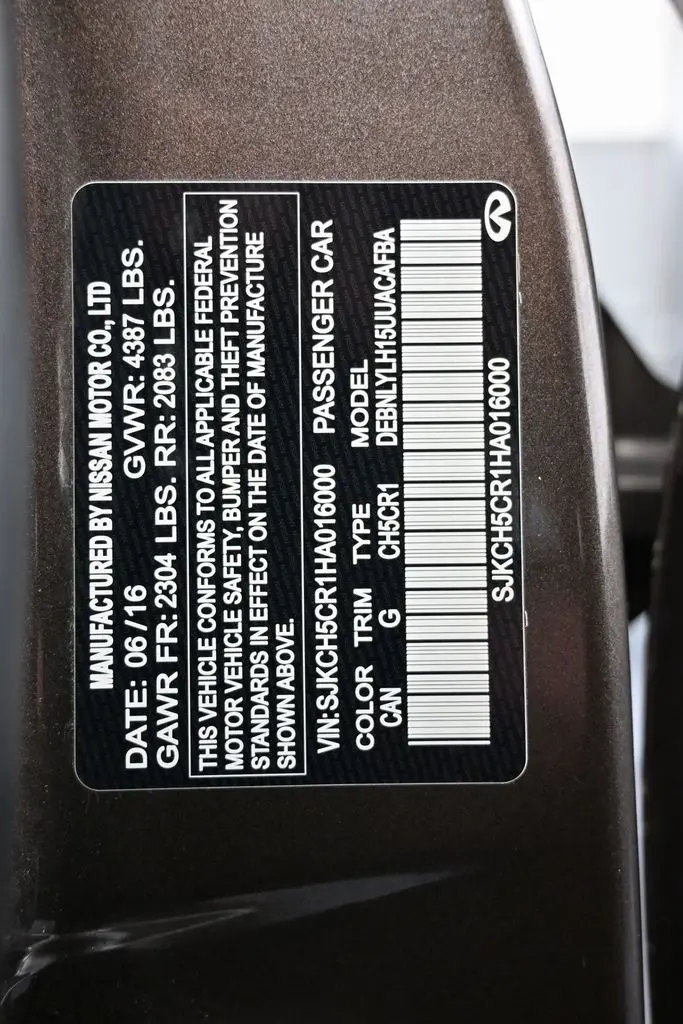 MANUFACTURED BY NISSAN MOTOR CO., LTD
DATE: 06 / 16 GVWR: 4387 LBS.
GAWR FR: 2304 LBS. RR: 2083 LBS.
THIS VEHICLE CONFORMS TO ALL APPLICABLE FEDERAL
MOTOR VEHICLE SAFETY, BUMPER AND THEFT PREVENTION
STANDARDS IN EFFECT ON THE DATE OF MANUFACTURE
SHOWN ABOVE.
VIN: SJKCH5CR1HA016000 PASSENGER CAR
COLOR TRIM TYPE MODEL
CAN G CH5CR1 DEBNLYLH15UUACAFBA
SJKCH5CR1HA016000